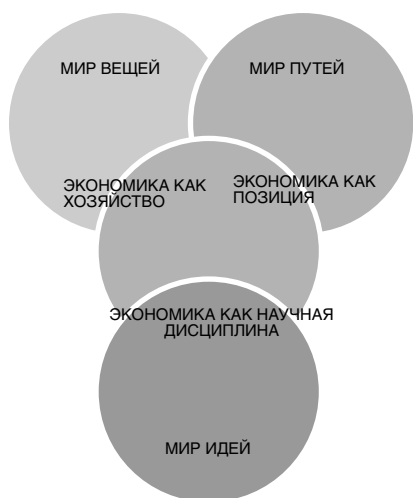 МИР ВЕЩЕЙ
МИР ПУТЕЙ
ЭКОНОМИКА КАК
ХОЗЯЙСТВО
ЭКОНОМИКА КАК
ПОЗИЦИЯ
ЭКОНОМИКА КАК НАУЧНАЯ
ДИСЦИПЛИНА
МИР ИДЕЙ